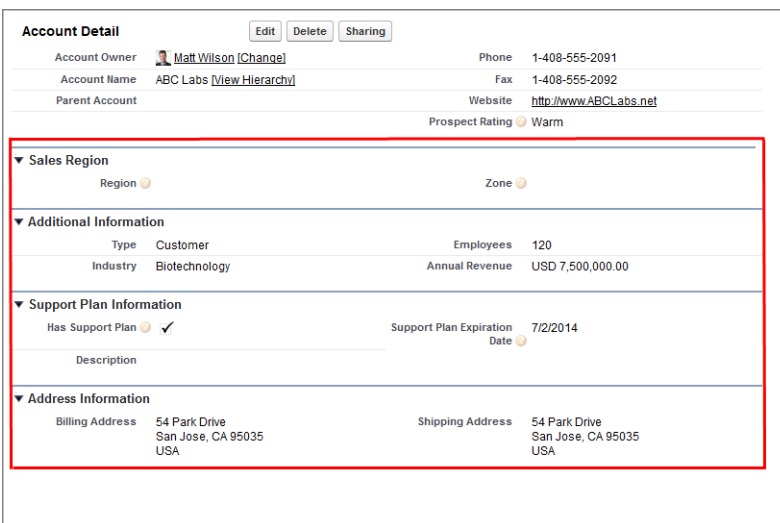 Account Detail Edit Delete Sharing
Account Owner Matt Wilson [Change] Phone 1-408-555-2091
Account Name ABC Labs [View Hierarchy] Fax 1-408-555-2092
Parent Account Website http://www.ABCLabs.net
Prospect Rating ? Warm
Sales Region
Region ? Zone ?
Additional Information
Type Customer Employees 120
Industry Biotechnology Annual Revenue USD 7,500,000.00
Support Plan Information
Has Support Plan ? Support Plan Expiration 7/2/2014
Date ?
Description
Address Information
Billing Address 54 Park Drive Shipping Address 54 Park Drive
San Jose, CA 95035 San Jose, CA 95035
USA USA